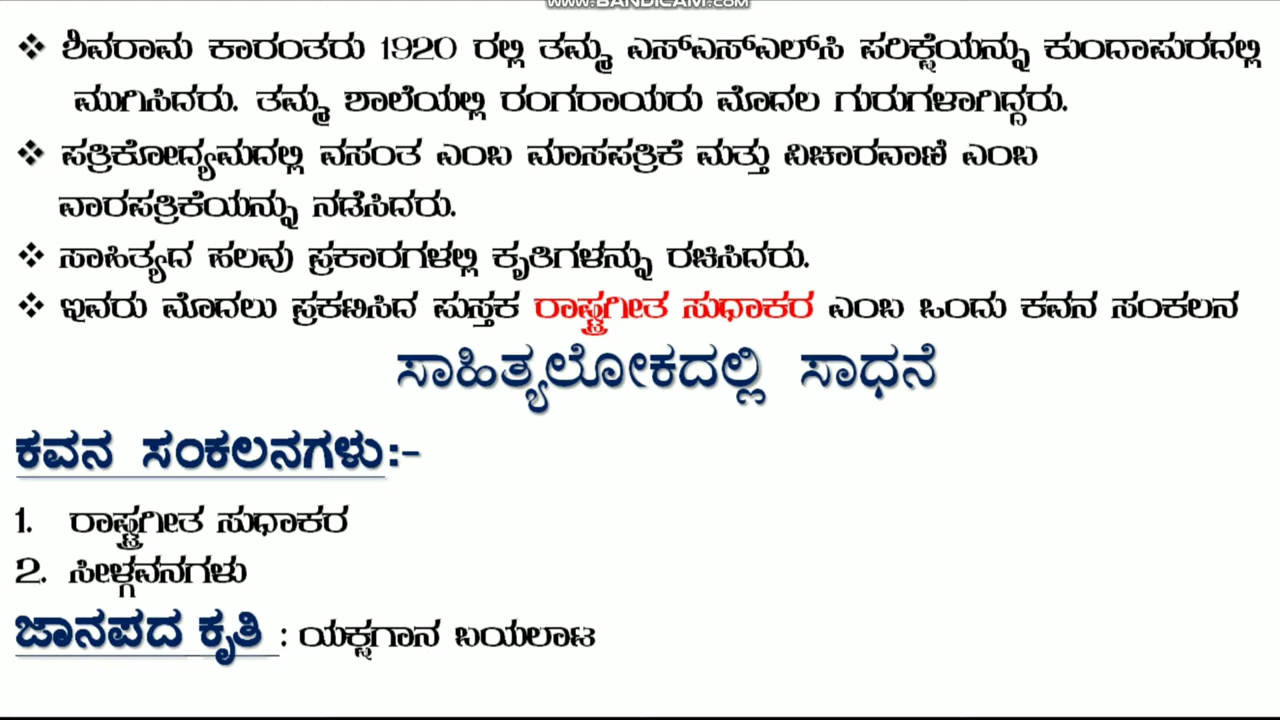 WWW.BANDICAM.COM
❖ ಶಿವರಾಮ ಕಾರಂತರು 1920 ರಲ್ಲಿ ತಮ್ಮ ಎಸ್ಎಸ್ಎಲ್ಸಿ ಪರಿಕ್ಷೆಯನ್ನು ಕುಂದಾಪುರದಲ್ಲಿ
ಮುಗಿಸಿದರು. ತಮ್ಮ ಶಾಲೆಯಲ್ಲಿ ರಂಗರಾಯರು ಮೊದಲ ಗುರುಗಳಾಗಿದ್ದರು.
❖ ಪತ್ರಿಕೋದ್ಯಮದಲ್ಲಿ ವಸಂತ ಎಂಬ ಮಾಸಪತ್ರಿಕೆ ಮತ್ತು ವಿಚಾರವಾಣಿ ಎಂಬ
ವಾರಪತ್ರಿಕೆಯನ್ನು ನಡೆಸಿದರು.
❖ ಸಾಹಿತ್ಯದ ಹಲವು ಪ್ರಕಾರಗಳಲ್ಲಿ ಕೃತಿಗಳನ್ನು ರಚಿಸಿದರು.
❖ ಇವರು ಮೊದಲು ಪ್ರಕಟಿಸಿದ ಪುಸ್ತಕ ರಾಷ್ಟ್ರಗೀತ ಸುಧಾಕರ ಎಂಬ ಒಂದು ಕವನ ಸಂಕಲನ
ಸಾಹಿತ್ಯಲೋಕದಲ್ಲಿ ಸಾಧನೆ
ಕವನ ಸಂಕಲನಗಳು:-
1. ರಾಷ್ಟ್ರಗೀತ ಸುಧಾಕರ
2. ಸೀಳ್ಗವನಗಳು
ಜಾನಪದ ಕೃತಿ : ಯಕ್ಷಗಾನ ಬಯಲಾಟ